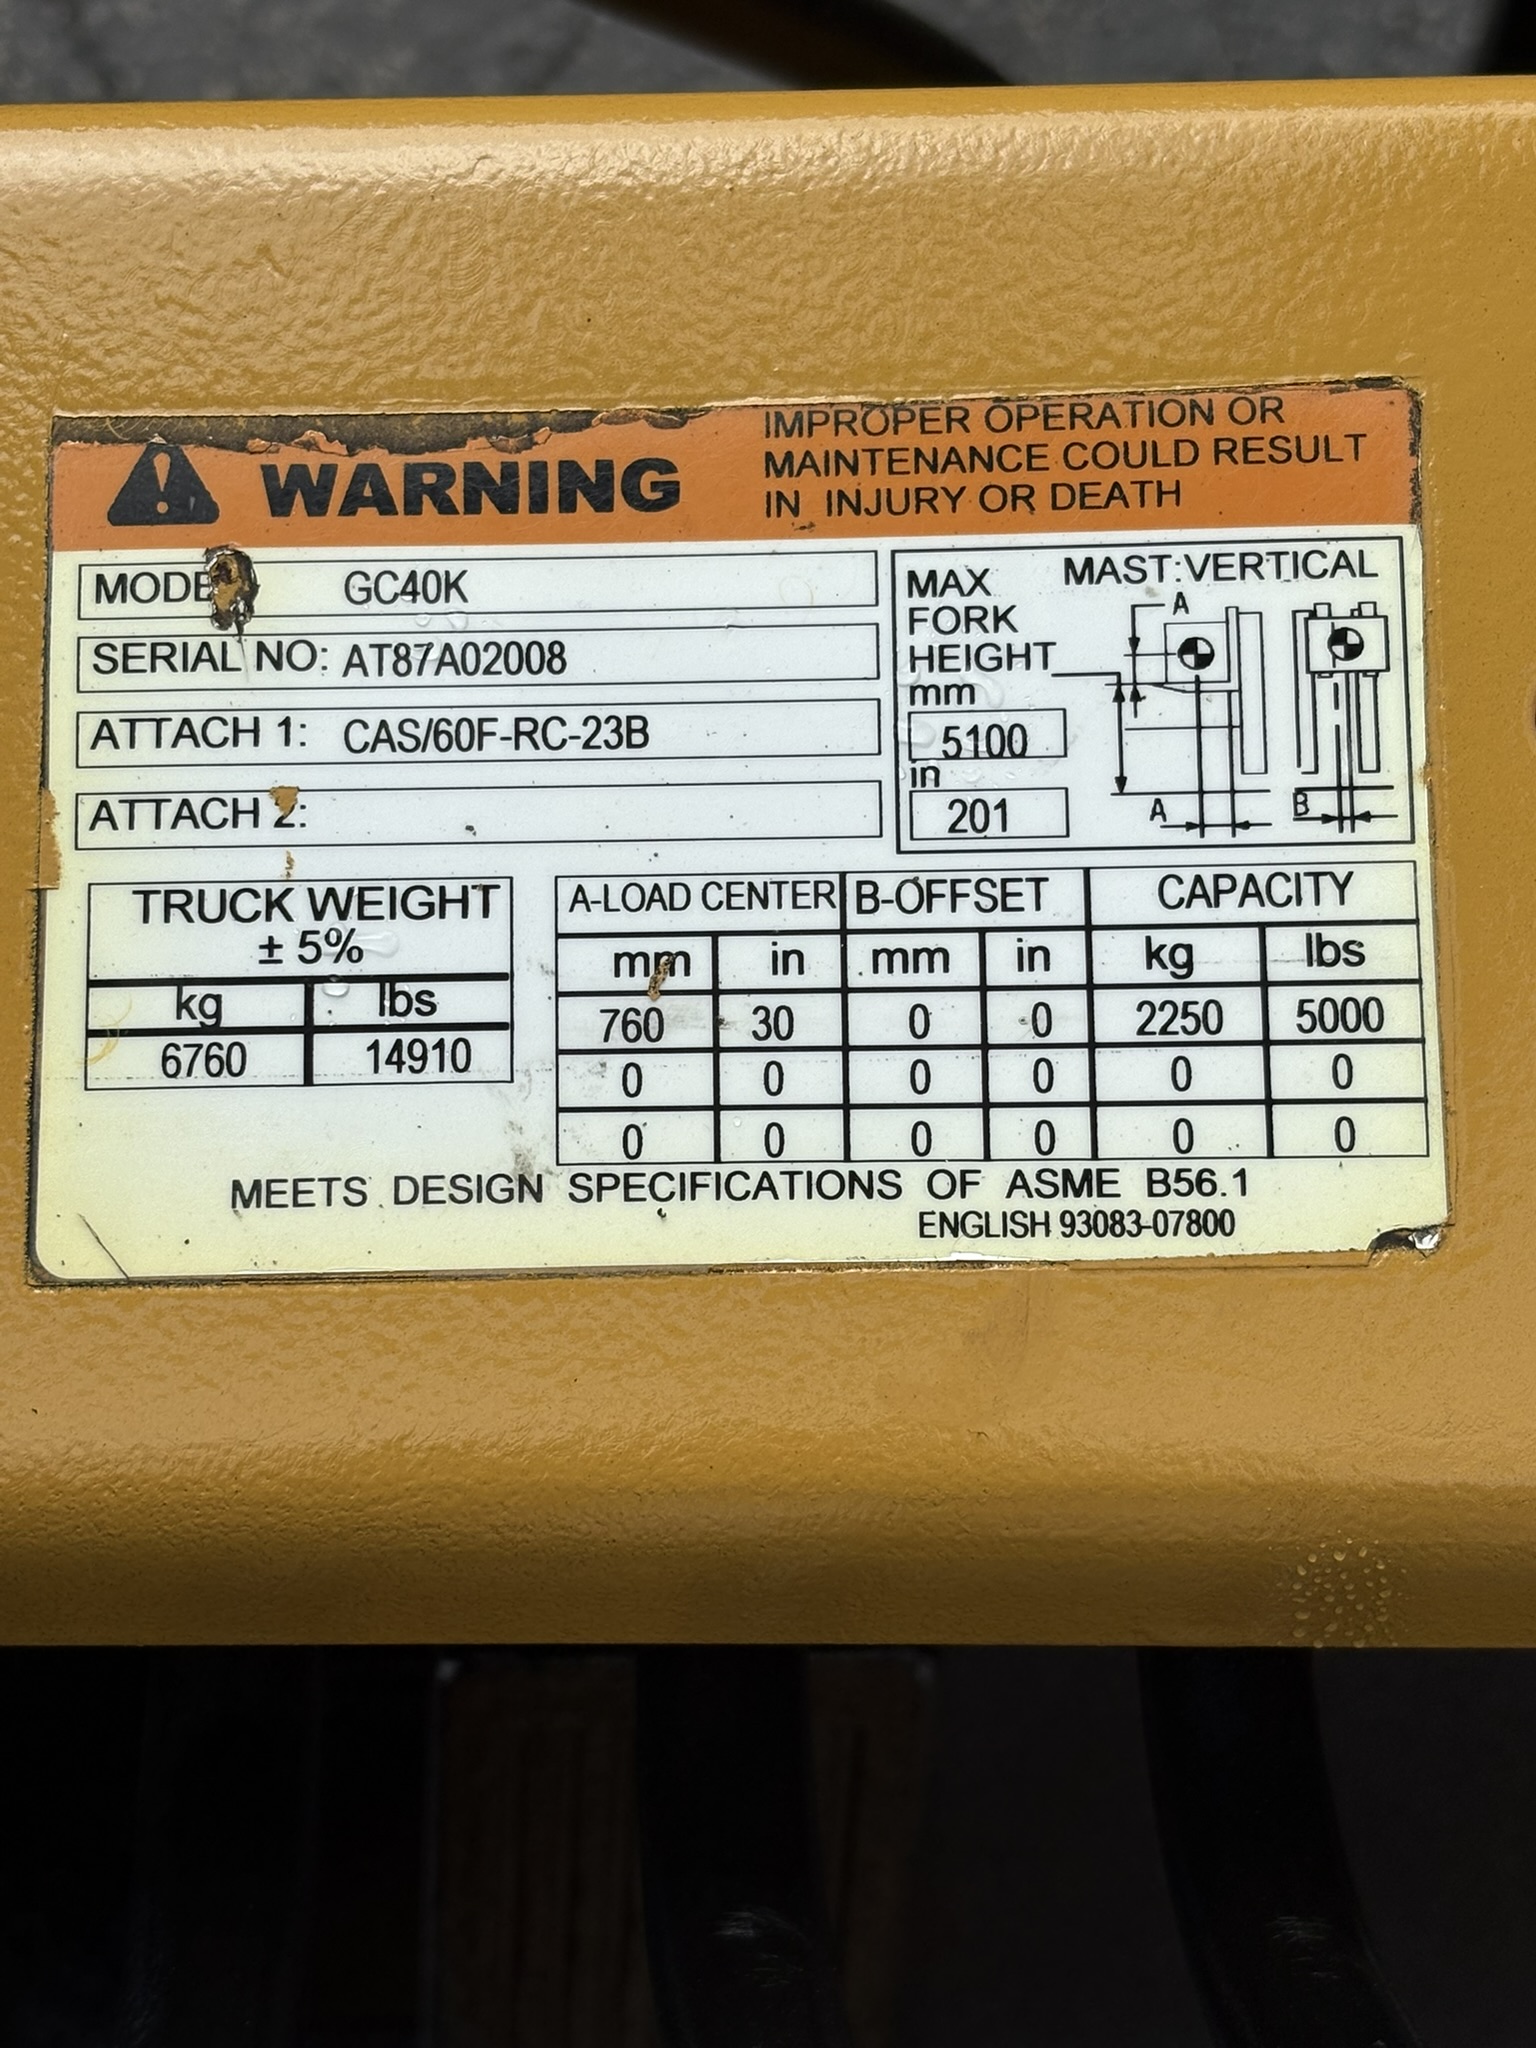 WARNING
IMPROPER OPERATION OR
MAINTENANCE COULD RESULT
IN INJURY OR DEATH
MODE GC40K
SERIAL NO: AT87A02008
ATTACH 1: CAS/60F-RC-23B
ATTACH 2:
MAX
FORK
HEIGHT
mm
5100
in
201
MAST:VERTICAL
A
A
B
TRUCK WEIGHT
± 5%
kg lbs
6760 14910
A-LOAD CENTER B-OFFSET CAPACITY
mm in mm in kg lbs
760 30 0 0 2250 5000
0 0 0 0 0 0
0 0 0 0 0 0
MEETS DESIGN SPECIFICATIONS OF ASME B56.1
ENGLISH 93083-07800